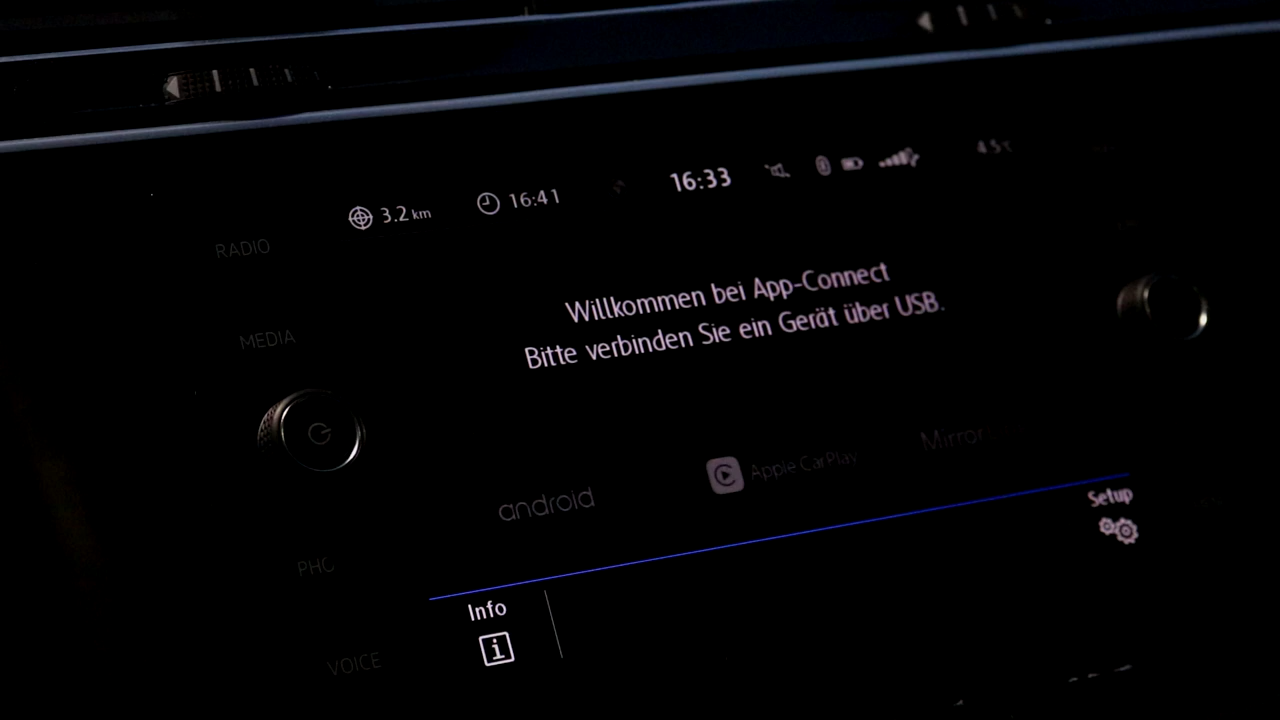 3.2 km 16:41 16:33
RADIO
Willkommen bei App-Connect
MEDIA
Bitte verbinden Sie ein Gerät über USB.
Mirror
Apple CarPlay
android
Setup
PHO
Info
VOICE